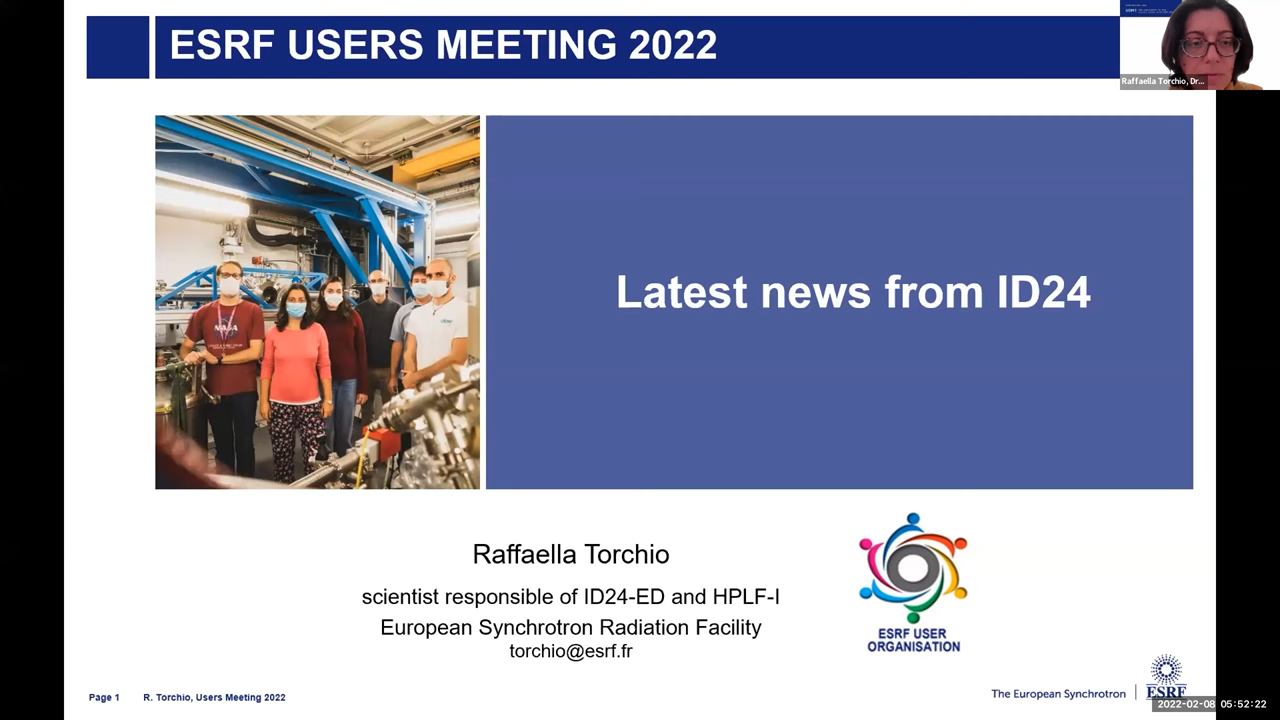 ESRF USERS MEETING 2022
Raffaella Torchio, Dr...
NASA
Latest news from ID24
Raffaella Torchio
scientist responsible of ID24-ED and HPLF-I
European Synchrotron Radiation Facility
torchio@esrf.fr
ESRF USER
ORGANISATION
Page 1 R. Torchio, Users Meeting 2022
The European Synchrotron
ESRF
2022-02-08 05:52:22